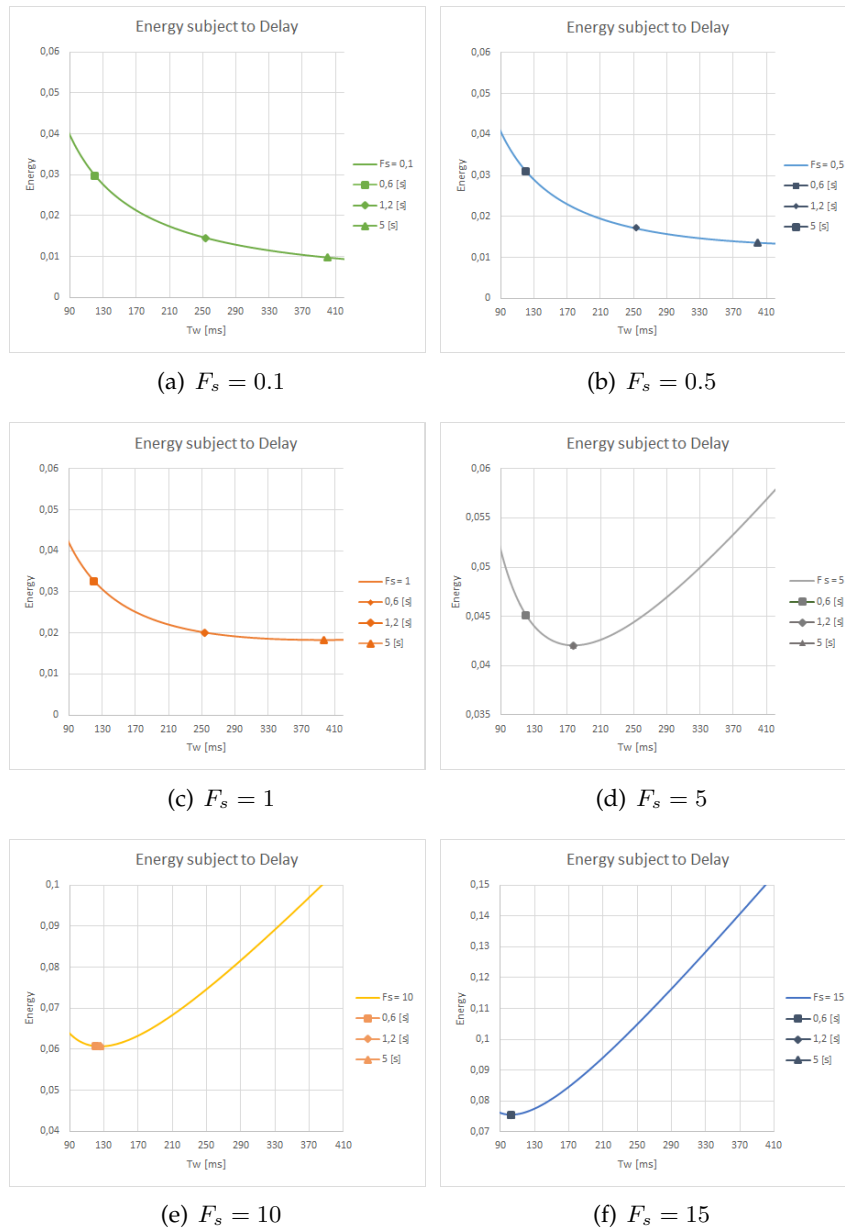 Energy subject to Delay
0,06
0,05
0,04
0,03
0,02
0,01
0
Energy
90 130 170 210 250 290 330 370 410
Tw [ms]
Fs = 0,1
0,6 [s]
1,2 [s]
5 [s]
(a) Fs = 0.1
Energy subject to Delay
0,06
0,05
0,04
0,03
0,02
0,01
0
Energy
90 130 170 210 250 290 330 370 410
Tw [ms]
Fs = 0,5
0,6 [s]
1,2 [s]
5 [s]
(b) Fs = 0.5
Energy subject to Delay
0,06
0,05
0,04
0,03
0,02
0,01
0
Energy
90 130 170 210 250 290 330 370 410
Tw [ms]
Fs = 1
0,6 [s]
1,2 [s]
5 [s]
(c) Fs = 1
Energy subject to Delay
0,06
0,055
0,05
0,045
0,04
0,035
Energy
90 130 170 210 250 290 330 370 410
Tw [ms]
Fs = 5
0,6 [s]
1,2 [s]
5 [s]
(d) Fs = 5
Energy subject to Delay
0,1
0,09
0,08
0,07
0,06
0,05
0,04
Energy
90 130 170 210 250 290 330 370 410
Tw [ms]
Fs = 10
0,6 [s]
1,2 [s]
5 [s]
(e) Fs = 10
Energy subject to Delay
0,15
0,14
0,13
0,12
0,11
0,1
0,09
0,08
0,07
Energy
90 130 170 210 250 290 330 370 410
Tw [ms]
Fs = 15
0,6 [s]
1,2 [s]
5 [s]
(f) Fs = 15